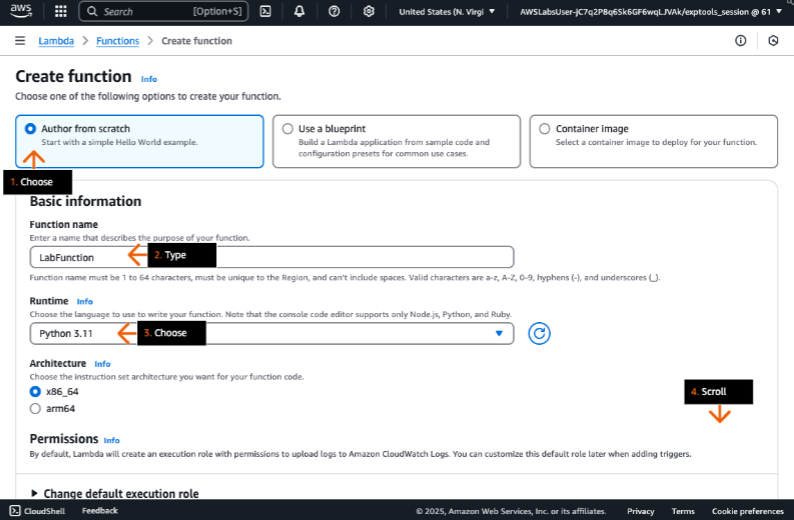 aws
Search [Option+S]
United States (N. Virgi
AWSLabsUser-jC7q2P8q6Sk6GF6wqLJVAk/exptools_session @ 61
Lambda > Functions > Create function
Create function Info
Choose one of the following options to create your function.
Author from scratch
Start with a simple Hello World example.
Use a blueprint
Build a Lambda application from sample code and
configuration presets for common use cases.
Container image
Select a container image to deploy for your function.
1. Choose
Basic information
Function name
Enter a name that describes the purpose of your function.
LabFunction
2. Type
Function name must be 1 to 64 characters, must be unique to the Region, and can't include spaces. Valid characters are a-z, A-Z, 0-9, hyphens (-), and underscores (_).
Runtime Info
Choose the language to use to write your function. Note that the console code editor supports only Node.js, Python, and Ruby.
Python 3.11
3. Choose
Architecture Info
Choose the instruction set architecture you want for your function code.
x86_64
arm64
4. Scroll
Permissions Info
By default, Lambda will create an execution role with permissions to upload logs to Amazon CloudWatch Logs. You can customize this default role later when adding triggers.
Change default execution role
CloudShell Feedback © 2025, Amazon Web Services, Inc. or its affiliates. Privacy Terms Cookie preferences